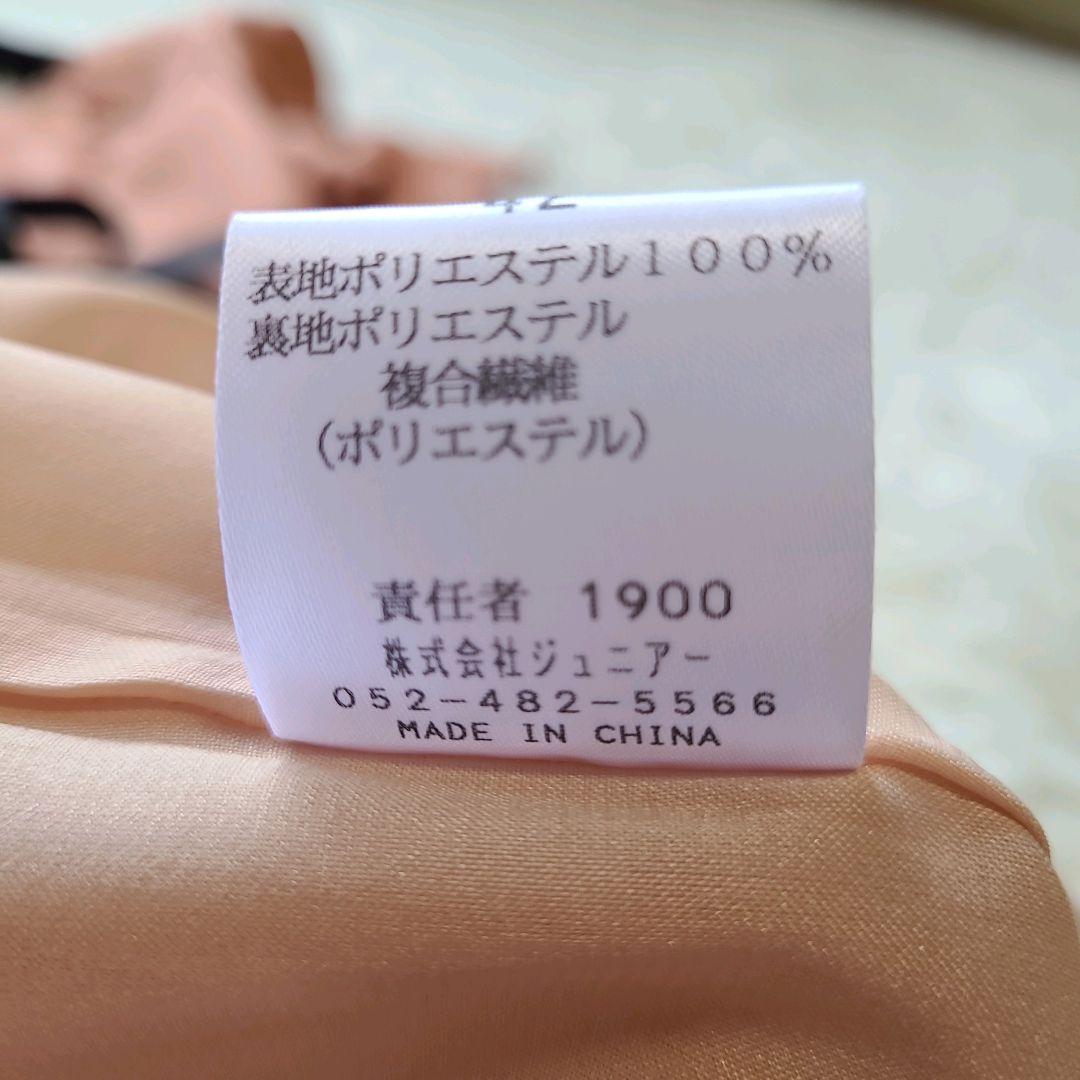 42
表地ポリエステル１００％
裏地ポリエステル
複合繊維
（ポリエステル）
責任者 1900
株式会社ジュニアー
052-482-5566
MADE IN CHINA